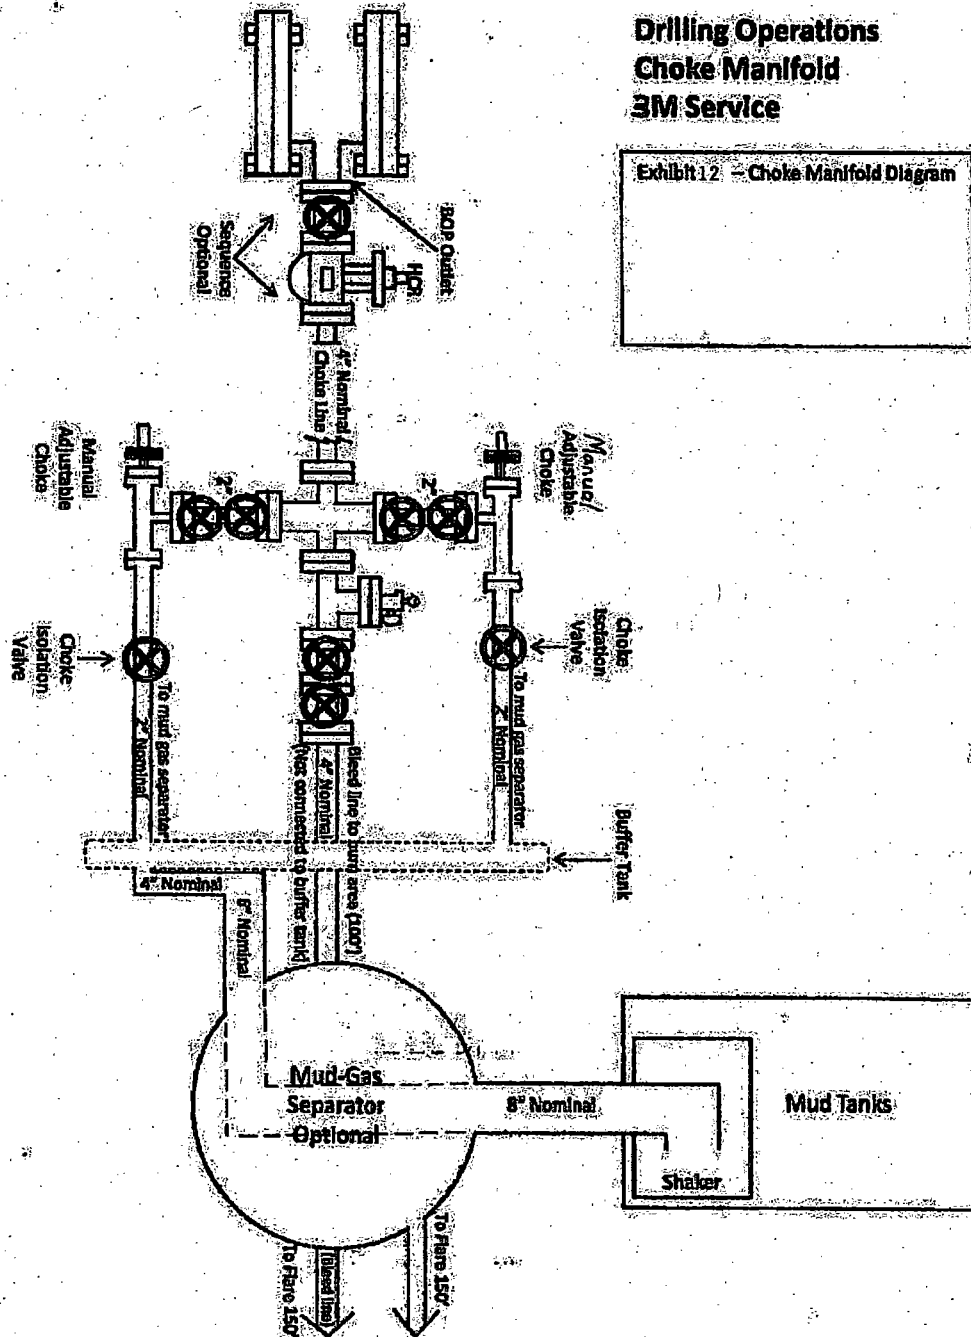 Drilling Operations
Choke Manifold
3M Service
Exhibit 12 – Choke Manifold Diagram
BOP Outlet
HCR
Sequence
Optional
4" Nominal
Choke Line
Manual
Adjustable
Choke
Manual
Adjustable
Choke
2"
2"
Choke
Isolation
Valve
Choke
Isolation
Valve
To mud gas separator
2" Nominal
To mud gas separator
2" Nominal
Bleed line to burn area (100')
4" Nominal
(Not connected to buffer tank)
Buffer Tank
4" Nominal
6" Nominal
Mud-Gas
Separator
Optional
8" Nominal
Mud Tanks
Shaker
To Flare 150'
(Bleed line)
To Flare 150'